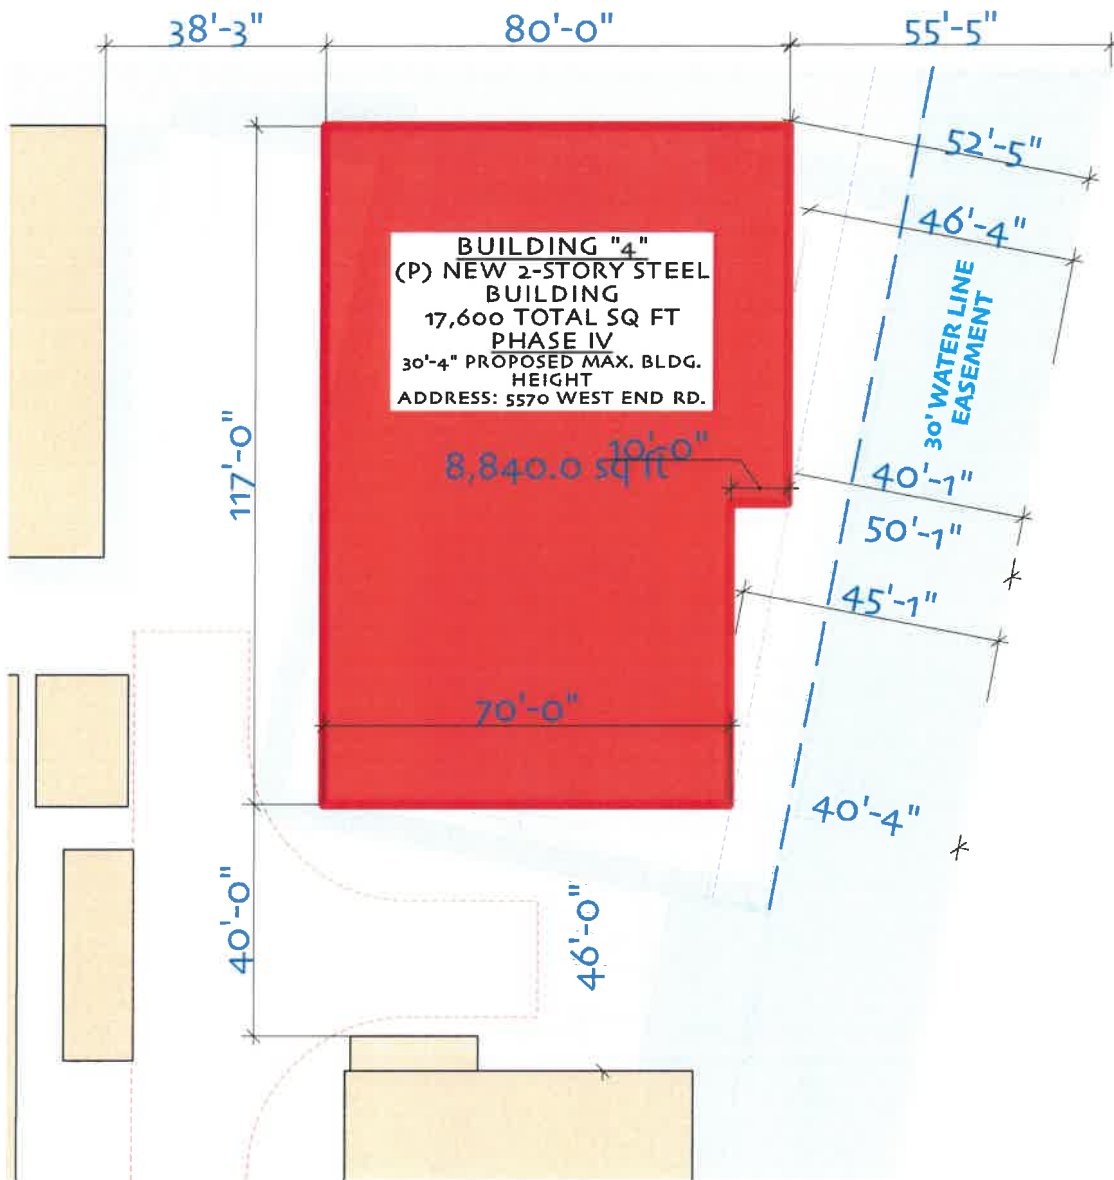 38'-3"
80'-0"
55'-5"
52'-5"
46'-4"
BUILDING "4"
(P) NEW 2-STORY STEEL
BUILDING
17,600 TOTAL SQ FT
PHASE IV
30'-4" PROPOSED MAX. BLDG.
HEIGHT
ADDRESS: 5570 WEST END RD.
30' WATER LINE
EASEMENT
117'-0"
10'-0"
8,840.0 sq ft
40'-1"
50'-1"
45'-1"
70'-0"
40'-4"
40'-0"
46'-0"